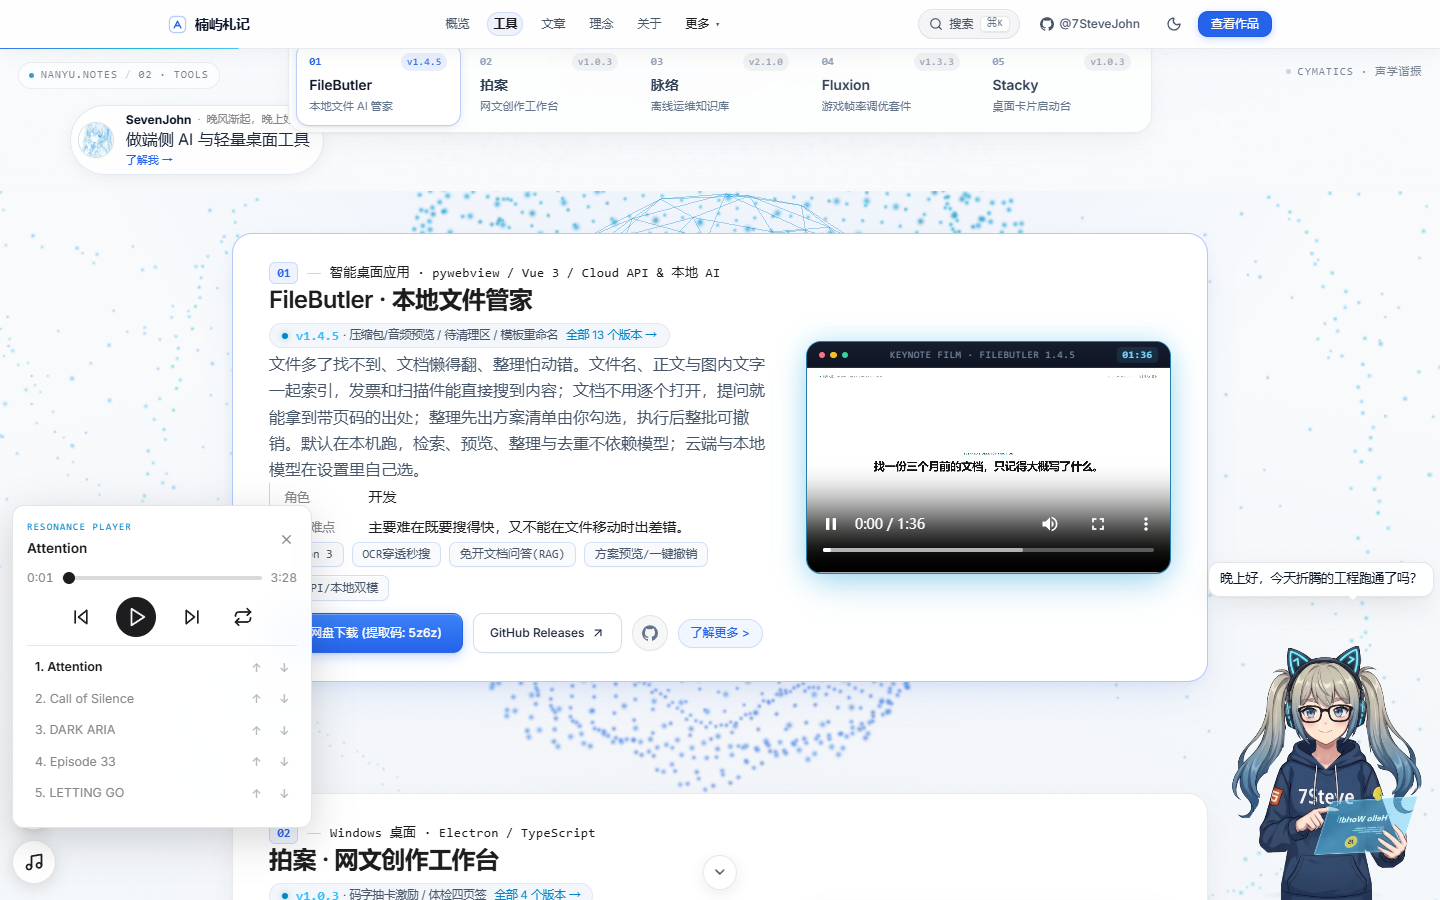 楠屿札记
概览 工具 文章 理念 关于 更多
搜索 ⌘K
@7SteveJohn
查看作品
NANYU.NOTES / 02 · TOOLS
CYMATICS · 声学谐振
01 v1.4.5
FileButler
本地文件 AI 管家
02 v1.0.3
拍案
网文创作工作台
03 v2.1.0
脉络
离线运维知识库
04 v1.3.3
Fluxion
游戏帧率调优套件
05 v1.0.3
Stacky
桌面卡片启动台
SevenJohn · 晚风渐起，晚上
做端侧 AI 与轻量桌面工具
了解我 →
01 — 智能桌面应用 · pywebview / Vue 3 / Cloud API & 本地 AI
FileButler · 本地文件管家
v1.4.5 · 压缩包/音频预览 / 待清理区 / 模板重命名 全部 13 个版本 →
文件多了找不到、文档懒得翻、整理怕动错。文件名、正文与图内文字
一起索引，发票和扫描件能直接搜到内容；文档不用逐个打开，提问就
能拿到带页码的出处；整理先出方案清单由你勾选，执行后整批可撤
销。默认在本机跑，检索、预览、整理与去重不依赖模型；云端与本地
模型在设置里自己选。
角色 开发
难点 主要难在既要搜得快，又不能在文件移动时出差错。
n 3 OCR穿透秒搜 免开文档问答(RAG) 方案预览/一键撤销
PI/本地双模
网盘下载 (提取码: 5z6z)
GitHub Releases
了解更多 >
KEYNOTE FILM · FILEBUTLER 1.4.5 01:36
找一份三个月前的文档，只记得大概写了什么。
0:00 / 1:36
RESONANCE PLAYER
Attention
0:01 3:28
1. Attention
2. Call of Silence
3. DARK ARIA
4. Episode 33
5. LETTING GO
晚上好，今天折腾的工程跑通了吗？
7Steve
Hello World!
02 — Windows 桌面 · Electron / TypeScript
拍案 · 网文创作工作台
v1.0.3 · 码字抽卡激励 / 体检四页签 全部 4 个版本 →